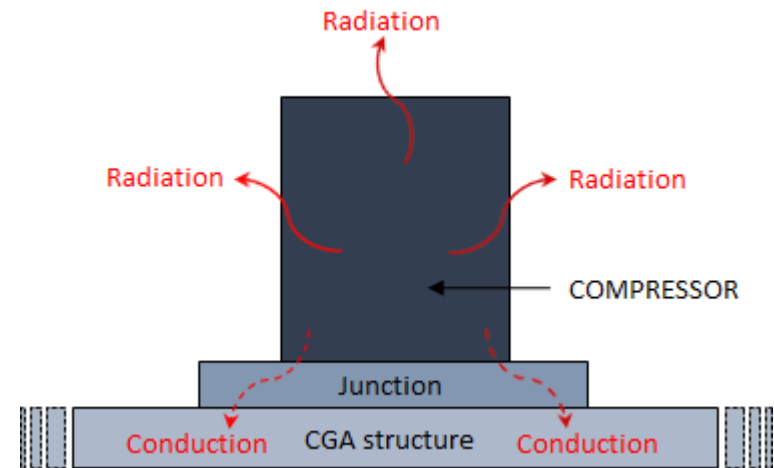 Radiation
Radiation
Radiation
COMPRESSOR
Junction
Conduction
CGA structure
Conduction